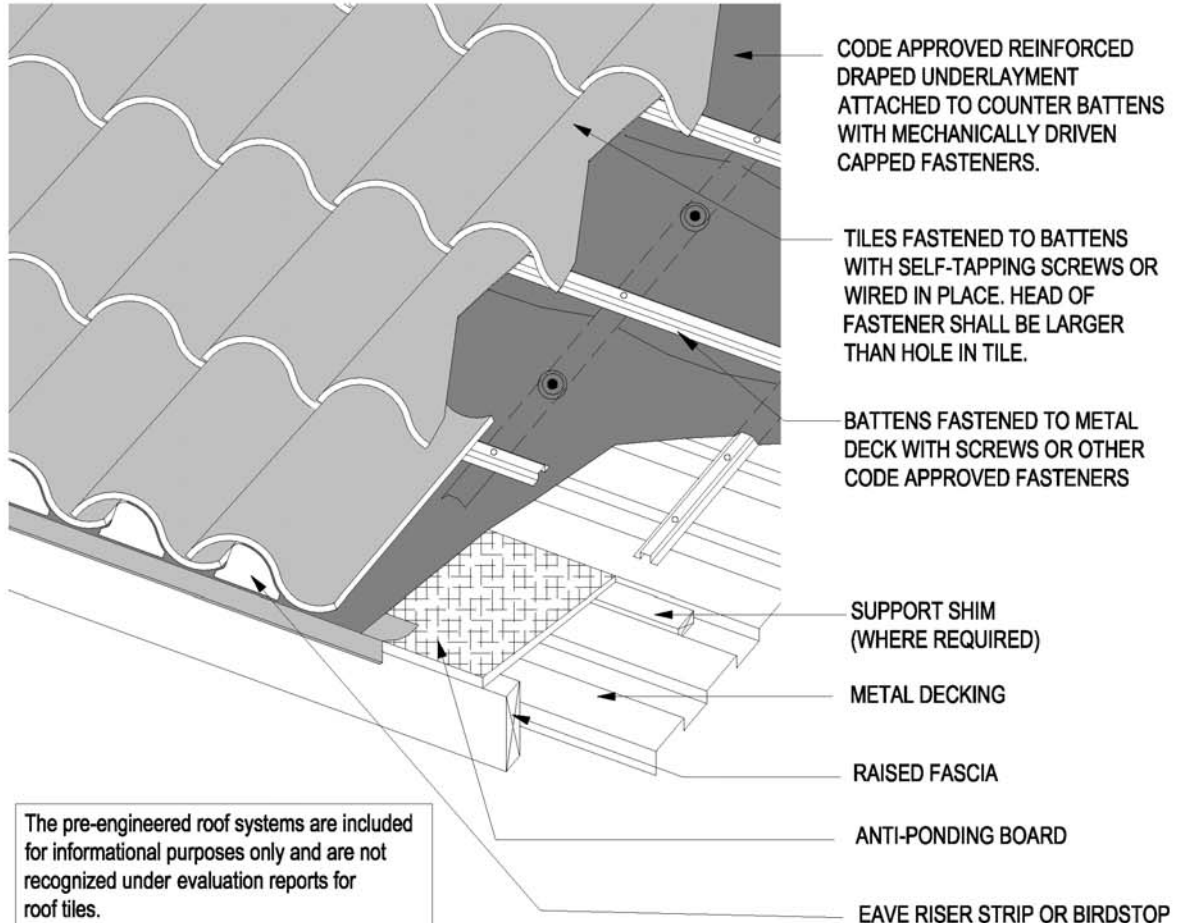 CODE APPROVED REINFORCED
DRAPED UNDERLAYMENT
ATTACHED TO COUNTER BATTENS
WITH MECHANICALLY DRIVEN
CAPPED FASTENERS.
TILES FASTENED TO BATTENS
WITH SELF-TAPPING SCREWS OR
WIRED IN PLACE. HEAD OF
FASTENER SHALL BE LARGER
THAN HOLE IN TILE.
BATTENS FASTENED TO METAL
DECK WITH SCREWS OR OTHER
CODE APPROVED FASTENERS
SUPPORT SHIM
(WHERE REQUIRED)
METAL DECKING
RAISED FASCIA
ANTI-PONDING BOARD
EAVE RISER STRIP OR BIRDSTOP
The pre-engineered roof systems are included
for informational purposes only and are not
recognized under evaluation reports for
roof tiles.